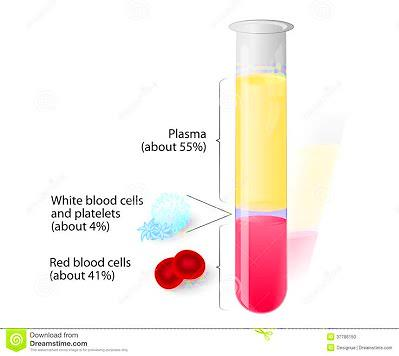 Plasma
(about 55%)
White blood cells
and platelets
(about 4%)
Red blood cells
(about 41%)
Download from
Dreamstime.com